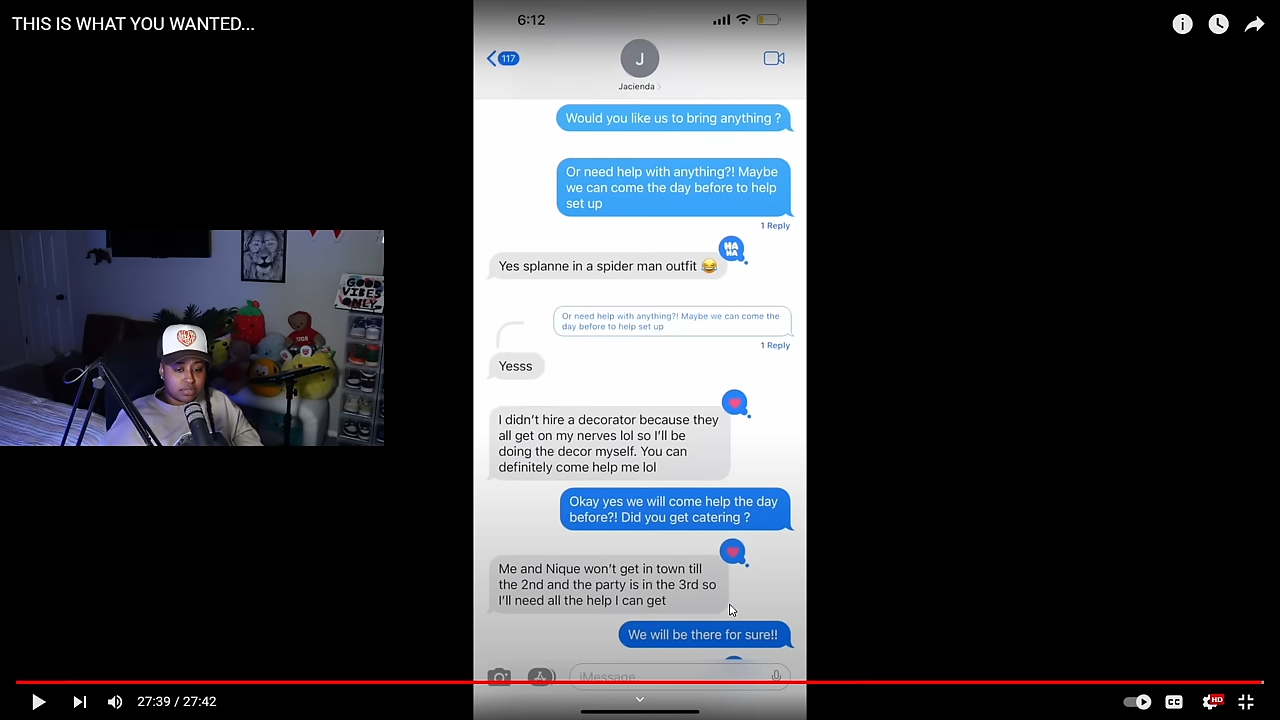 THIS IS WHAT YOU WANTED...
6:12
117
J
Jacienda
Would you like us to bring anything ?
Or need help with anything?! Maybe
we can come the day before to help
set up
1 Reply
HA
HA
Yes splanne in a spider man outfit 😂
Or need help with anything?! Maybe we can come the
day before to help set up
1 Reply
Yesss
I didn't hire a decorator because they
all get on my nerves lol so I'll be
doing the decor myself. You can
definitely come help me lol
Okay yes we will come help the day
before?! Did you get catering ?
Me and Nique won't get in town till
the 2nd and the party is in the 3rd so
I'll need all the help I can get
We will be there for sure!!
iMessage
GOOD
VIBES
ONLY
27:39 / 27:42
CC
HD